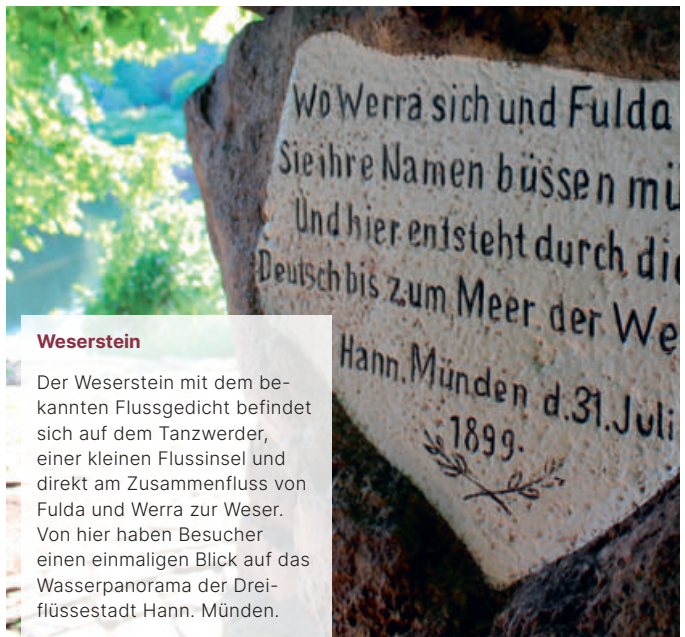 Wo Werra sich und Fulda
Sie ihre Namen büssen mü
Und hier entsteht durch die
Deutsch bis zum Meer der We
Hann. Münden d. 31. Juli
1899.
Weserstein
Der Weserstein mit dem be-
kannten Flussgedicht befindet
sich auf dem Tanzwerder,
einer kleinen Flussinsel und
direkt am Zusammenfluss von
Fulda und Werra zur Weser.
Von hier haben Besucher
einen einmaligen Blick auf das
Wasserpanorama der Drei-
flüssestadt Hann. Münden.